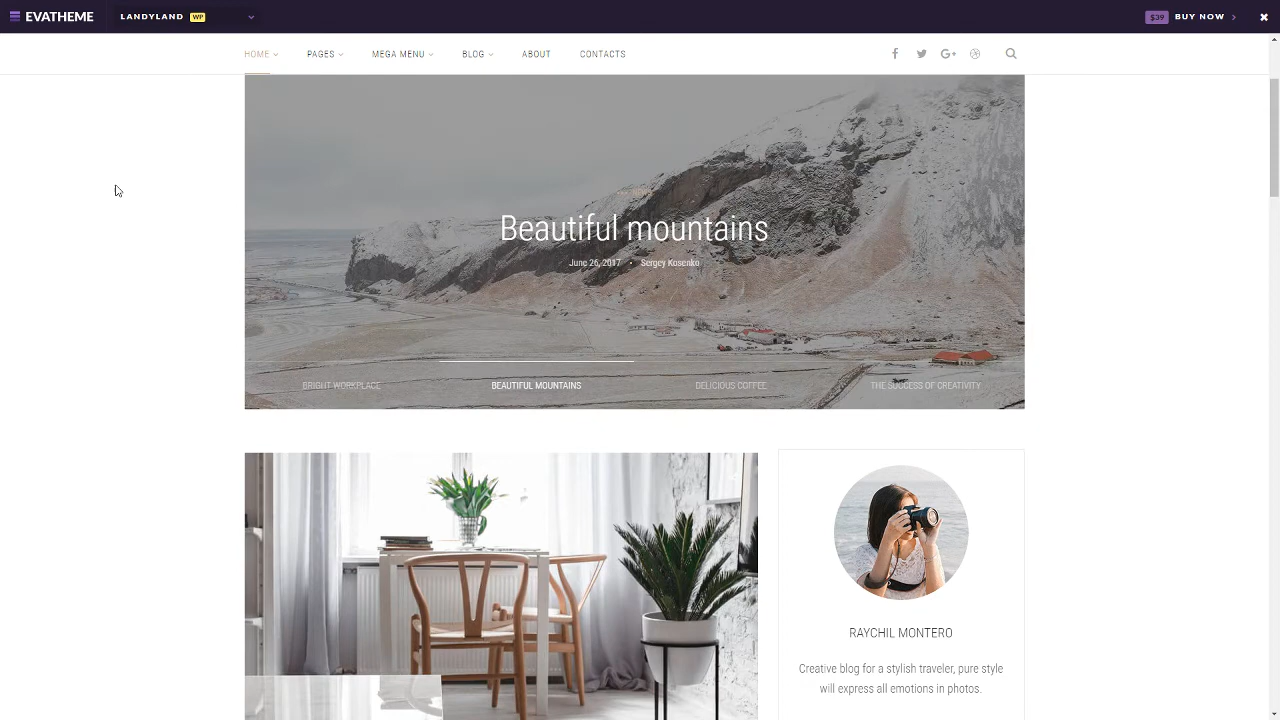 EVATHEME
LANDYLAND WP
$39 BUY NOW
HOME PAGES MEGA MENU BLOG ABOUT CONTACTS
Beautiful mountains
June 26, 2017 • Sergey Kosenko
BRIGHT WORKPLACE BEAUTIFUL MOUNTAINS DELICIOUS COFFEE THE SUCCESS OF CREATIVITY
RAYCHIL MONTERO
Creative blog for a stylish traveler, pure style
will express all emotions in photos.